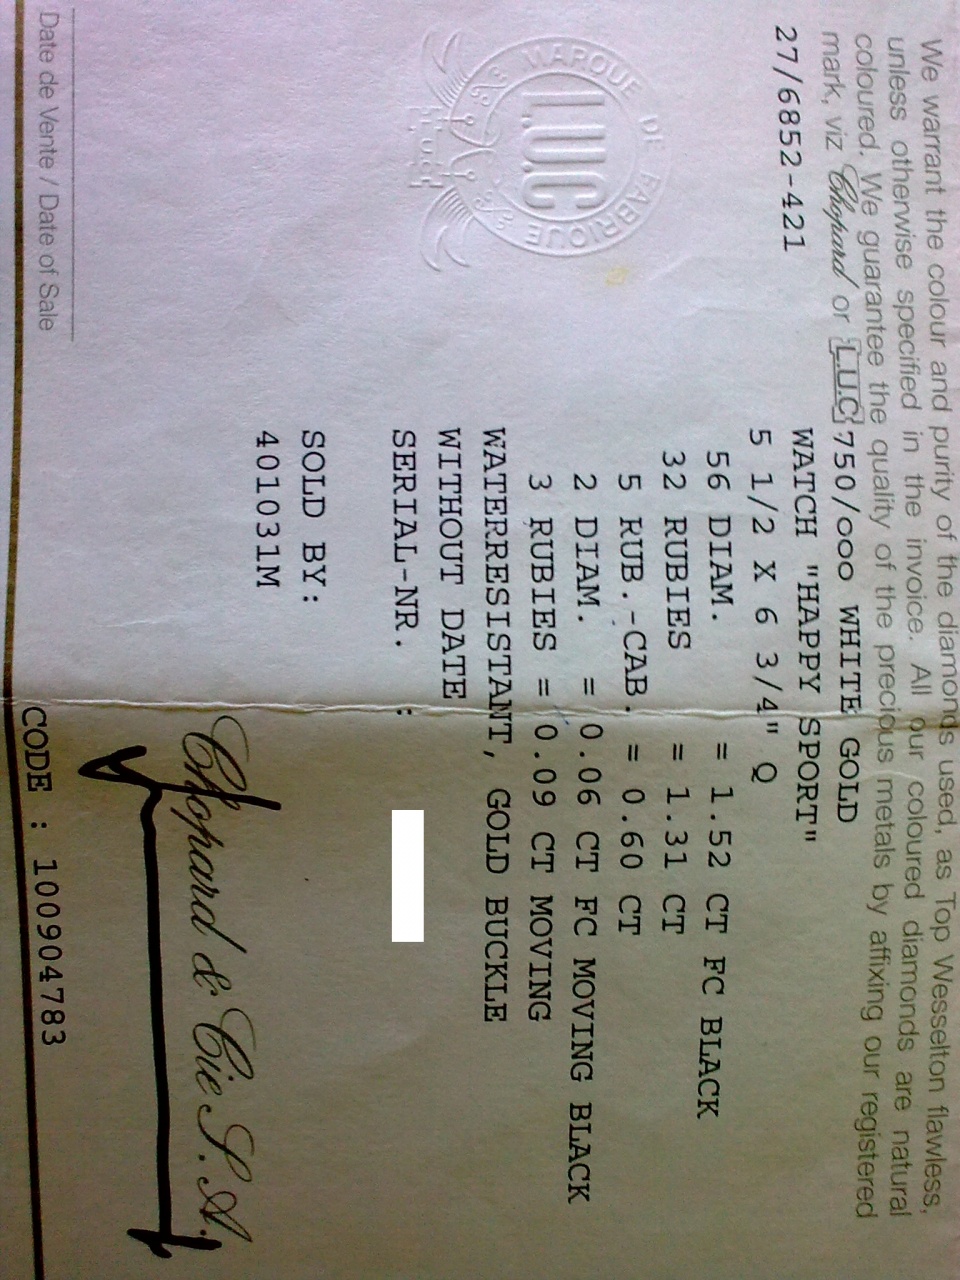 We warrant the colour and purity of the diamonds used, as Top Wesselton flawless,
unless otherwise specified in the invoice. All our coloured diamonds are natural
coloured. We guarantee the quality of the precious metals by affixing our registered
mark, viz Chopard or L.U.C
750/ooo WHITE GOLD
27/6852-421
WATCH "HAPPY SPORT"
5 1/2 X 6 3/4" Q
56 DIAM. = 1.52 CT FC BLACK
32 RUBIES = 1.31 CT
5 RUB.-CAB. = 0.60 CT
2 DIAM. = 0.06 CT FC MOVING BLACK
3 RUBIES = 0.09 CT MOVING
WATERRESISTANT, GOLD BUCKLE
WITHOUT DATE
SERIAL-NR. :
MARQUE DE FABRIQUE
L.U.C
L.U.C
SOLD BY:
401031M
Chopard & Cie S.A.
Date de Vente / Date of Sale
CODE : 100904783